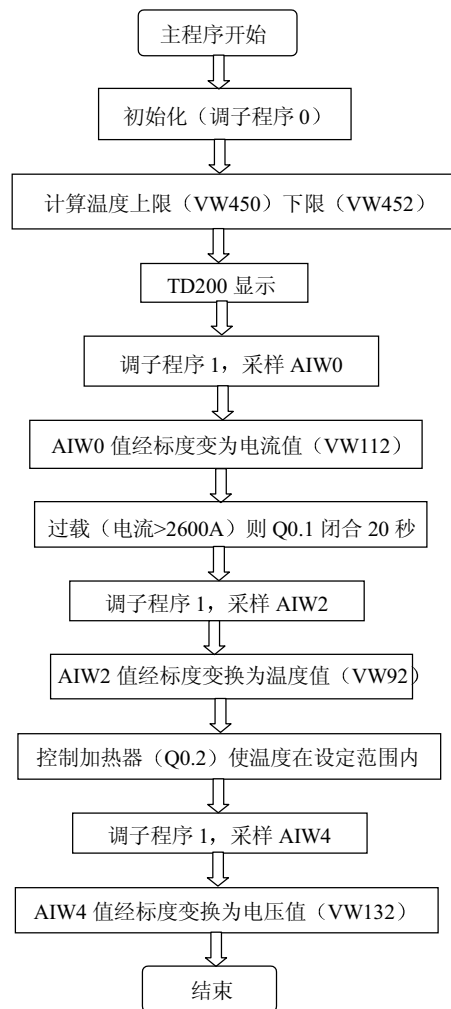 主程序开始
初始化（调子程序 0）
计算温度上限（VW450）下限（VW452）
TD200 显示
调子程序 1，采样 AIW0
AIW0 值经标度变为电流值（VW112）
过载（电流>2600A）则 Q0.1 闭合 20 秒
调子程序 1，采样 AIW2
AIW2 值经标度变换为温度值（VW92）
控制加热器（Q0.2）使温度在设定范围内
调子程序 1，采样 AIW4
AIW4 值经标度变换为电压值（VW132）
结束